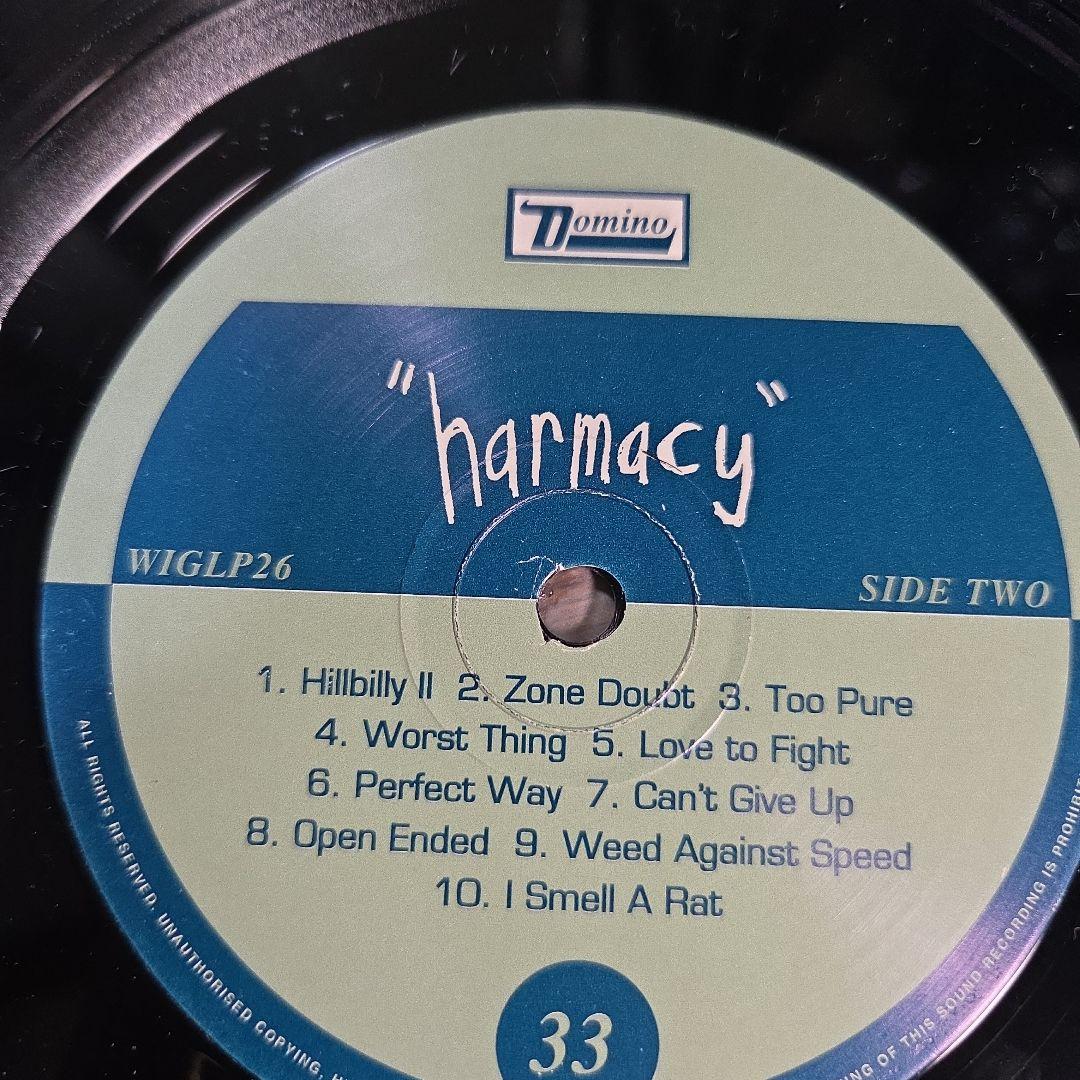 Domino
"harmacy"
WIGLP26
SIDE TWO
1. Hillbilly II 2. Zone Doubt 3. Too Pure
4. Worst Thing 5. Love to Fight
6. Perfect Way 7. Can't Give Up
8. Open Ended 9. Weed Against Speed
10. I Smell A Rat
33
ALL RIGHTS RESERVED. UNAUTHORISED COPYING,
OF THIS SOUND RECORDING IS